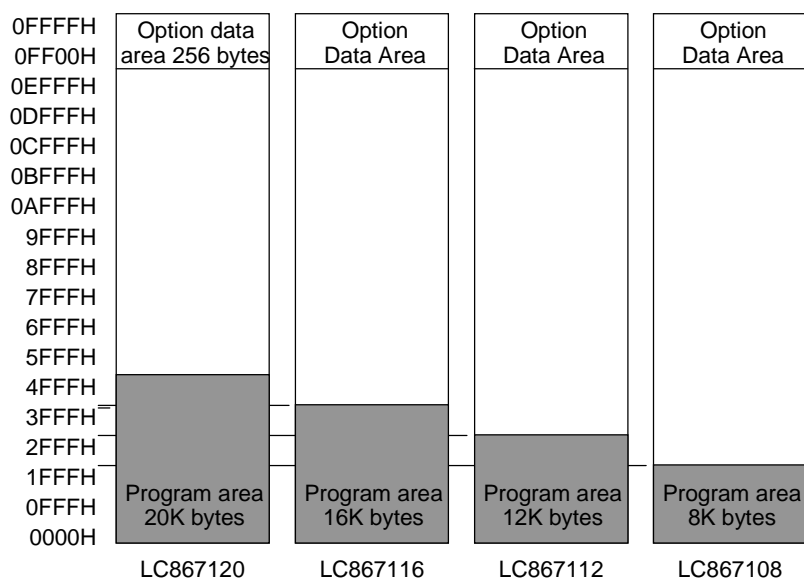 0FFFFH
0FF00H
0EFFFH
0DFFFH
0CFFFH
0BFFFH
0AFFFH
9FFFH
8FFFH
7FFFH
6FFFH
5FFFH
4FFFH
3FFFH
2FFFH
1FFFH
0FFFH
0000H
Option data
area 256 bytes
Program area
20K bytes
LC867120
Option
Data Area
Program area
16K bytes
LC867116
Option
Data Area
Program area
12K bytes
LC867112
Option
Data Area
Program area
8K bytes
LC867108